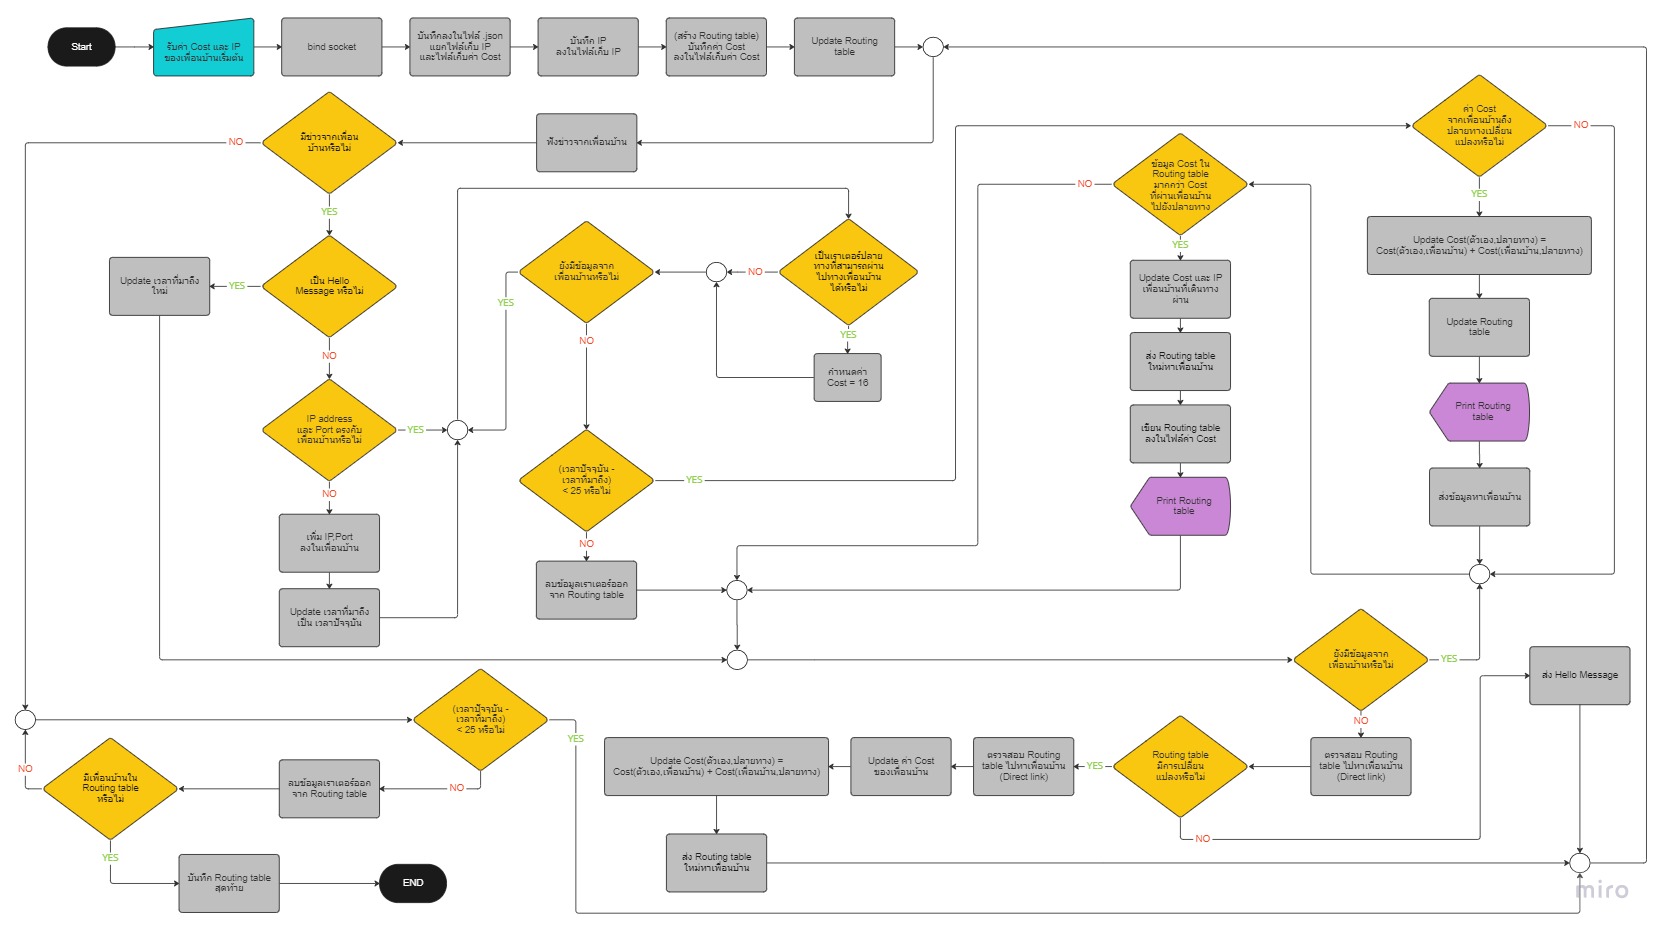 Start
รับค่า Cost และ IP
ของเพื่อนบ้านเริ่มต้น
bind socket
บันทึกลงในไฟล์ .json
แยกไฟล์เก็บ IP
และไฟล์เก็บค่า Cost
บันทึก IP
ลงในไฟล์เก็บ IP
(สร้าง Routing table)
บันทึกค่า Cost
ลงในไฟล์เก็บค่า Cost
Update Routing
table
ฟังข่าวจากเพื่อนบ้าน
มีข่าวจากเพื่อน
บ้านหรือไม่
NO
YES
เป็น Hello
Message หรือไม่
YES
Update เวลาที่มาถึง
ใหม่
NO
IP address
และ Port ตรงกับ
เพื่อนบ้านหรือไม่
YES
NO
เพิ่ม IP,Port
ลงในเพื่อนบ้าน
Update เวลาที่มาถึง
เป็น เวลาปัจจุบัน
เป็นเราเตอร์ปลาย
ทางที่สามารถผ่าน
ไปทางเพื่อนบ้าน
ได้หรือไม่
NO
YES
กำหนดค่า
Cost = 16
ยังมีข้อมูลจาก
เพื่อนบ้านหรือไม่
YES
NO
(เวลาปัจจุบัน -
เวลาที่มาถึง)
< 25 หรือไม่
YES
NO
ลบข้อมูลเราเตอร์ออก
จาก Routing table
ค่า Cost
จากเพื่อนบ้านถึง
ปลายทางเปลี่ยน
แปลงหรือไม่
NO
YES
Update Cost(ตัวเอง,ปลายทาง) =
Cost(ตัวเอง,เพื่อนบ้าน) + Cost(เพื่อนบ้าน,ปลายทาง)
Update Routing
table
Print Routing
table
ส่งข้อมูลหาเพื่อนบ้าน
ข้อมูล Cost ใน
Routing table
มากกว่า Cost
ที่ผ่านเพื่อนบ้าน
ไปยังปลายทาง
NO
YES
Update Cost และ IP
เพื่อนบ้านที่เดินทาง
ผ่าน
ส่ง Routing table
ใหม่หาเพื่อนบ้าน
เขียน Routing table
ลงในไฟล์ค่า Cost
Print Routing
table
ยังมีข้อมูลจาก
เพื่อนบ้านหรือไม่
YES
NO
ส่ง Hello Message
ตรวจสอบ Routing
table ไปหาเพื่อนบ้าน
(Direct link)
Routing table
มีการเปลี่ยน
แปลงหรือไม่
YES
NO
ตรวจสอบ Routing
table ไปหาเพื่อนบ้าน
(Direct link)
Update ค่า Cost
ของเพื่อนบ้าน
Update Cost(ตัวเอง,ปลายทาง) =
Cost(ตัวเอง,เพื่อนบ้าน) + Cost(เพื่อนบ้าน,ปลายทาง)
ส่ง Routing table
ใหม่หาเพื่อนบ้าน
(เวลาปัจจุบัน -
เวลาที่มาถึง)
< 25 หรือไม่
YES
NO
ลบข้อมูลเราเตอร์ออก
จาก Routing table
มีเพื่อนบ้านใน
Routing table
หรือไม่
NO
YES
บันทึก Routing table
สุดท้าย
END
miro